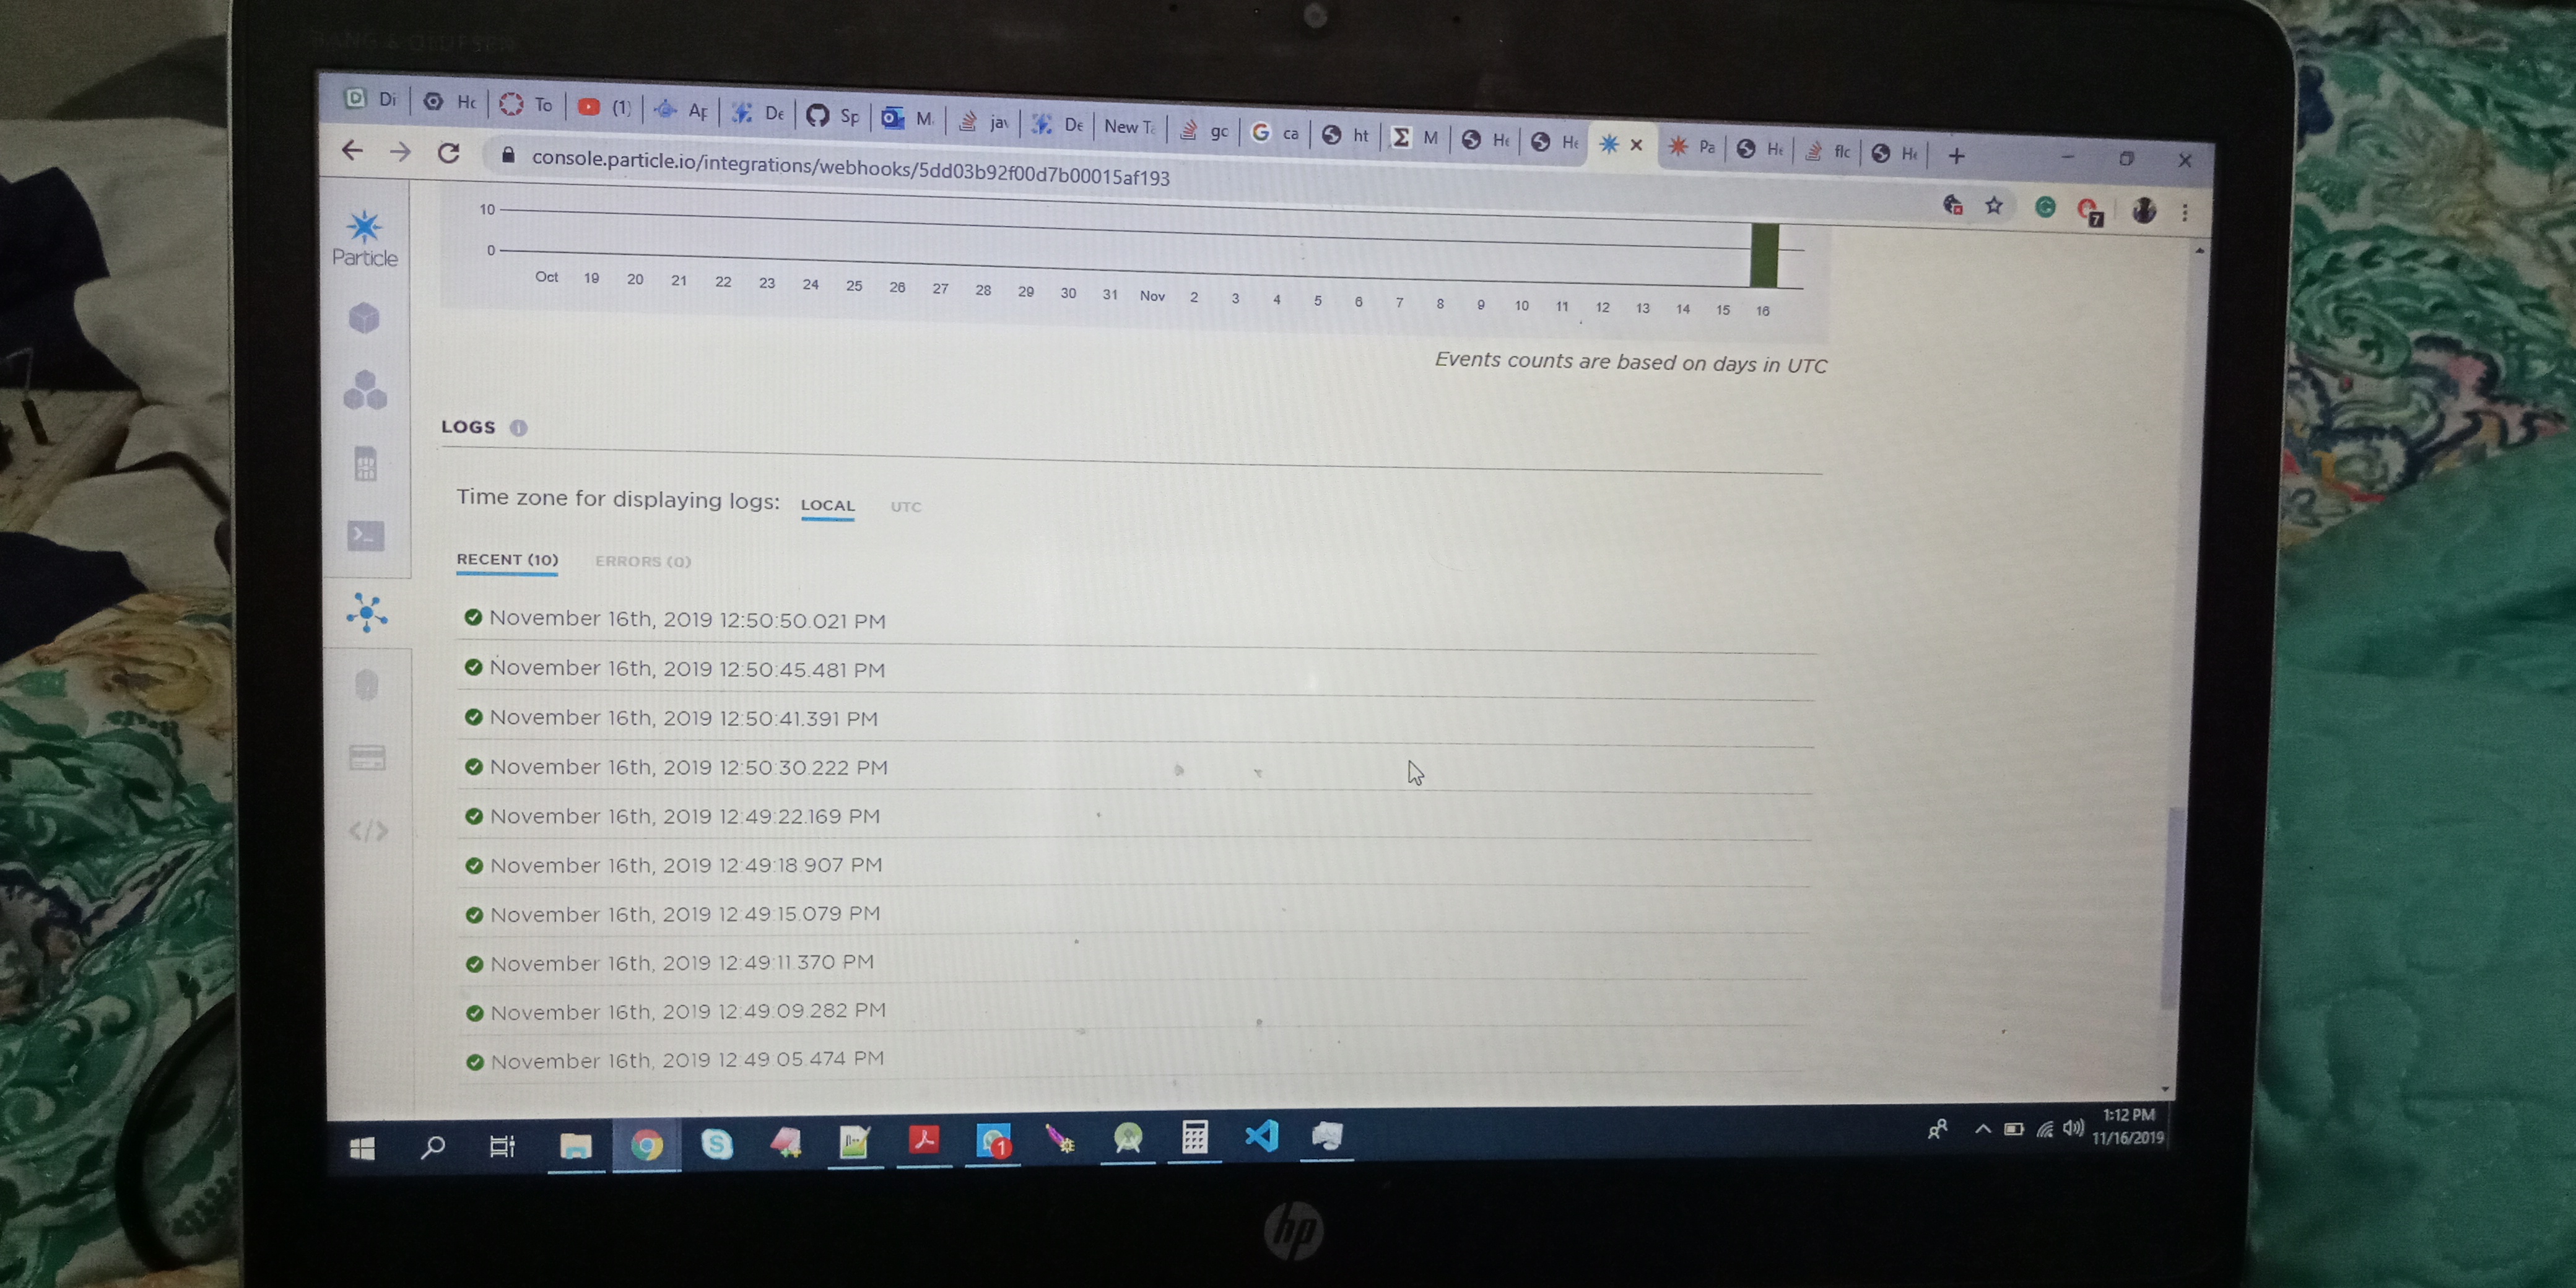 BANG & OLUFSEN
Di Hc To (1) Ap De Sp M jav De New Ta gc ca ht M He He Pa He flc He
console.particle.io/integrations/webhooks/5dd03b92f00d7b00015af193
7
Particle
10
0
Oct 19 20 21 22 23 24 25 26 27 28 29 30 31 Nov 2 3 4 5 6 7 8 9 10 11 12 13 14 15 16
Events counts are based on days in UTC
LOGS
Time zone for displaying logs: LOCAL UTC
RECENT (10) ERRORS (0)
November 16th, 2019 12:50:50.021 PM
November 16th, 2019 12:50:45.481 PM
November 16th, 2019 12:50:41.391 PM
November 16th, 2019 12:50:30.222 PM
November 16th, 2019 12:49:22.169 PM
November 16th, 2019 12:49:18.907 PM
November 16th, 2019 12:49:15.079 PM
November 16th, 2019 12:49:11.370 PM
November 16th, 2019 12:49:09.282 PM
November 16th, 2019 12:49:05.474 PM
1
1:12 PM
11/16/2019
hp